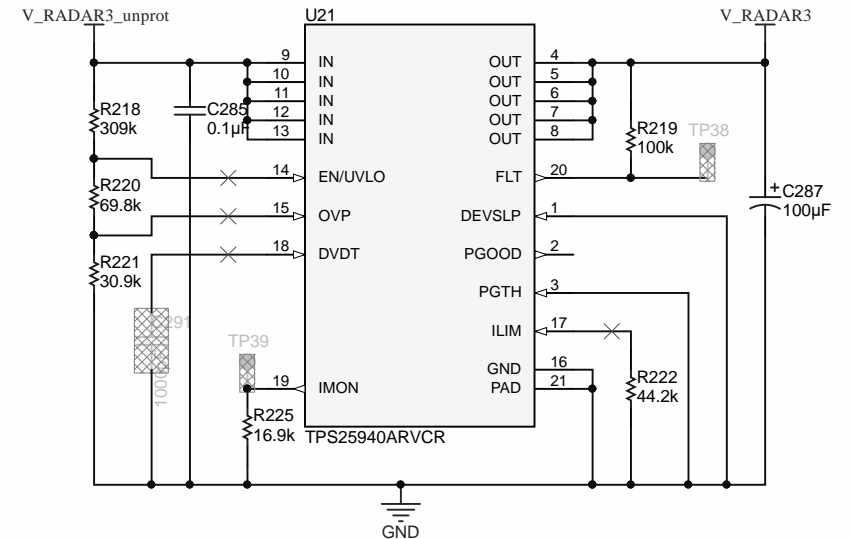 V_RADAR3_unprot
U21
V_RADAR3
9 IN
10 IN
11 IN
12 IN
13 IN
14 EN/UVLO
15 OVP
18 DVDT
19 IMON
OUT 4
OUT 5
OUT 6
OUT 7
OUT 8
FLT 20
DEVSLP 1
PGOOD 2
PGTH 3
ILIM 17
GND 16
PAD 21
TPS25940ARVCR
R218
309k
C285
0.1µF
R220
69.8k
R221
30.9k
TP39
R225
16.9k
R219
100k
TP38
C287
100µF
R222
44.2k
GND